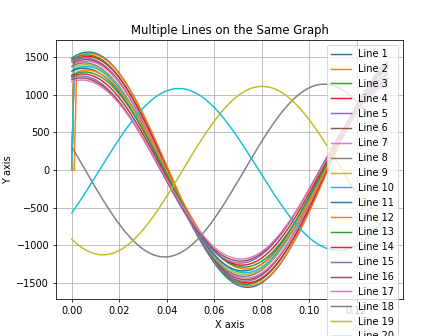 Multiple Lines on the Same Graph
1500
1000
500
0
−500
−1000
−1500
Y axis
0.00
0.02
0.04
0.06
0.08
0.10
X axis
Line 1
Line 2
Line 3
Line 4
Line 5
Line 6
Line 7
Line 8
Line 9
Line 10
Line 11
Line 12
Line 13
Line 14
Line 15
Line 16
Line 17
Line 18
Line 19
Line 20